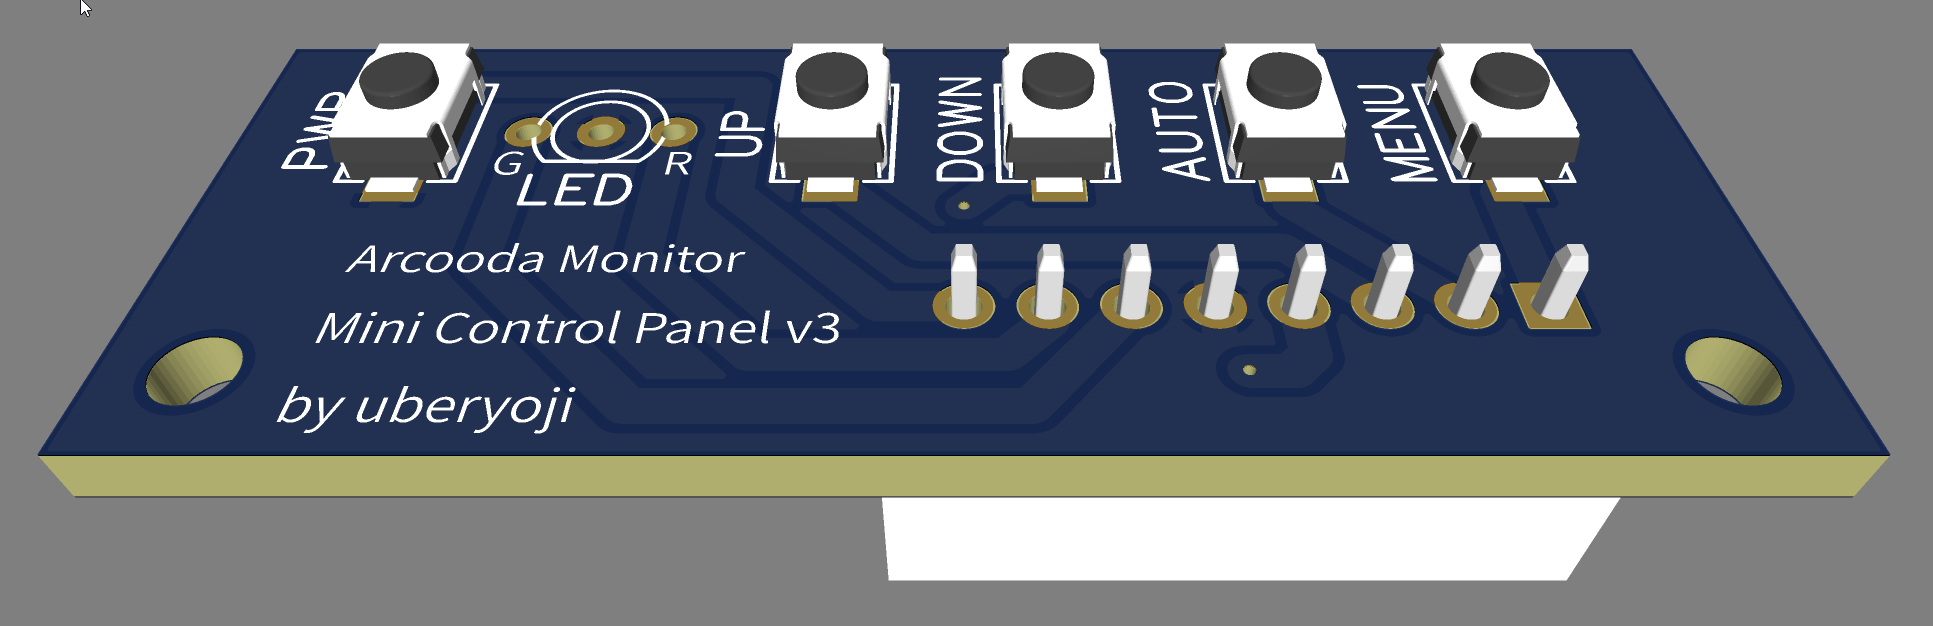 PWR
G
R
LED
UP
DOWN
AUTO
MENU
Arcooda Monitor
Mini Control Panel v3
by uberyoji